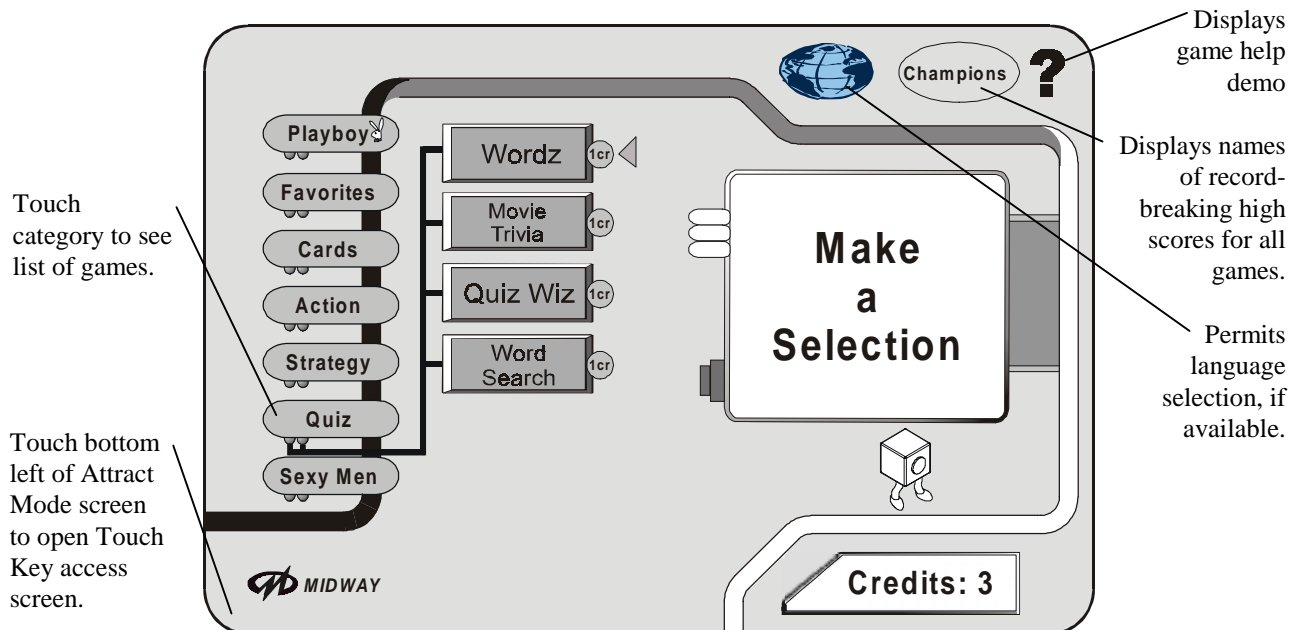 Displays
game help
demo
Champions
?
Displays names
of record-
breaking high
scores for all
games.
Permits
language
selection, if
available.
Touch
category to see
list of games.
Touch bottom
left of Attract
Mode screen
to open Touch
Key access
screen.
Playboy
Favorites
Cards
Action
Strategy
Quiz
Sexy Men
Wordz
1cr
Movie
Trivia
1cr
Quiz Wiz
1cr
Word
Search
1cr
Make
a
Selection
MIDWAY
Credits: 3